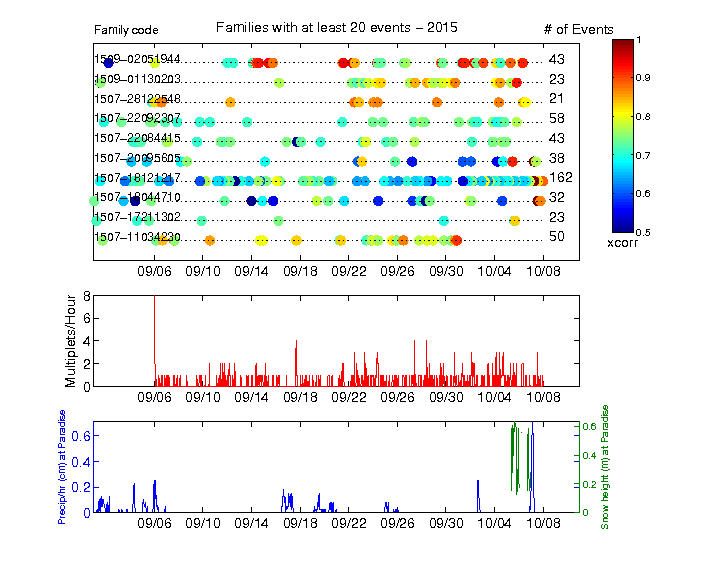 Family code
Families with at least 20 events − 2015
# of Events
1509−02051944 43
1509−01130203 23
1507−28122548 21
1507−22092307 58
1507−22084415 43
1507−20095605 38
1507−18121217 162
1507−18044710 32
1507−17211302 23
1507−11034230 50
09/06 09/10 09/14 09/18 09/22 09/26 09/30 10/04 10/08
1
0.9
0.8
0.7
0.6
0.5
xcorr
Multiplets/Hour
8
6
4
2
0
09/06 09/10 09/14 09/18 09/22 09/26 09/30 10/04 10/08
Precip/hr (cm) at Paradise
0.6
0.4
0.2
0
0.6
0.4
0.2
0
Snow height (m) at Paradise
09/06 09/10 09/14 09/18 09/22 09/26 09/30 10/04 10/08